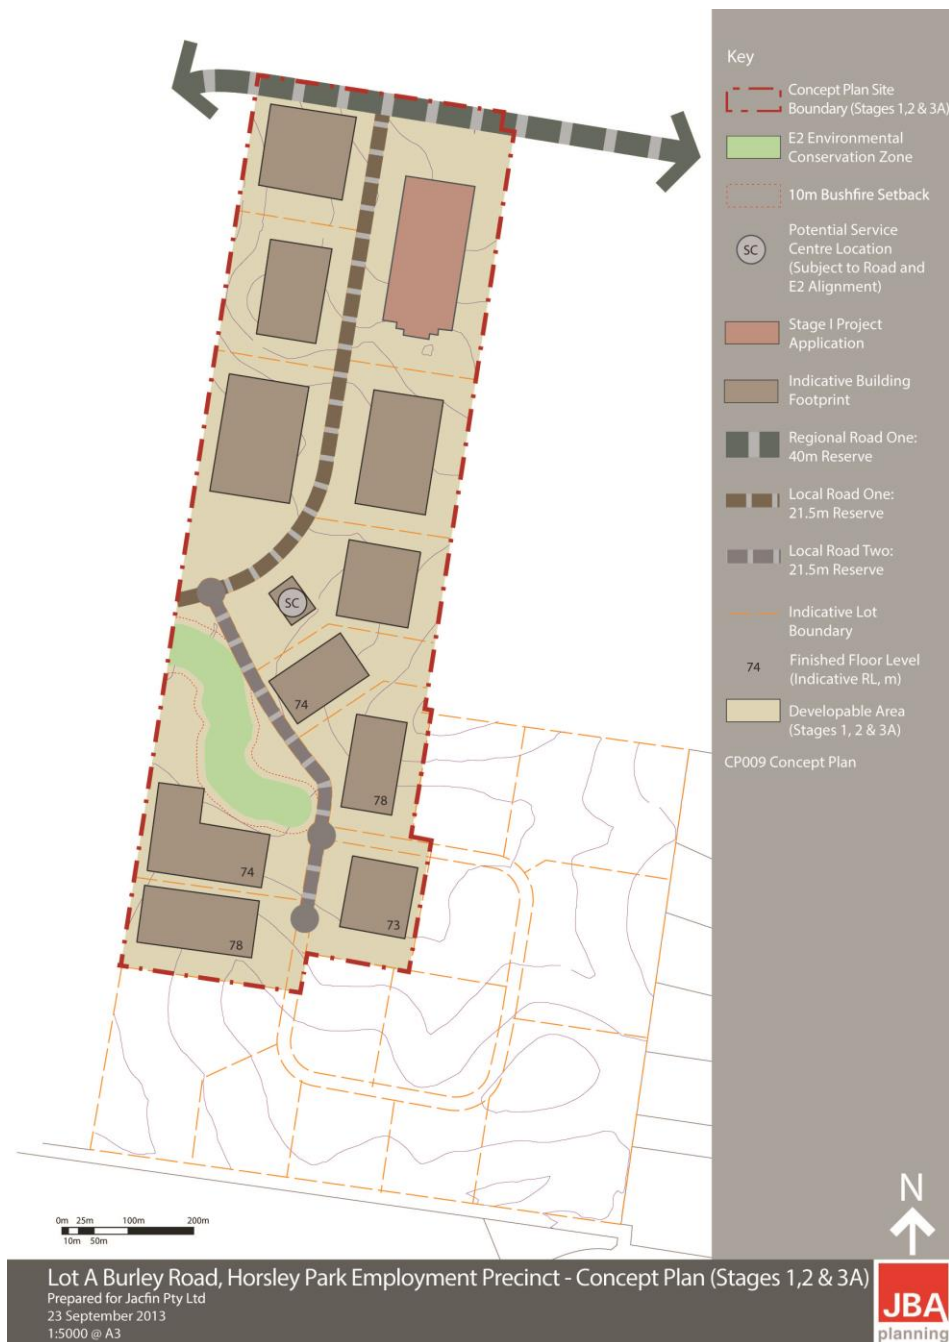 Key
Concept Plan Site
Boundary (Stages 1,2 & 3A)
E2 Environmental
Conservation Zone
10m Bushfire Setback
SC
Potential Service
Centre Location
(Subject to Road and
E2 Alignment)
Stage I Project
Application
Indicative Building
Footprint
Regional Road One:
40m Reserve
Local Road One:
21.5m Reserve
Local Road Two:
21.5m Reserve
Indicative Lot
Boundary
74
Finished Floor Level
(Indicative RL, m)
Developable Area
(Stages 1, 2 & 3A)
CP009 Concept Plan
SC
74
78
74
73
78
0m 25m 100m 200m
10m 50m
N
Lot A Burley Road, Horsley Park Employment Precinct - Concept Plan (Stages 1,2 & 3A)
Prepared for Jacfin Pty Ltd
23 September 2013
1:5000 @ A3
JBA
planning